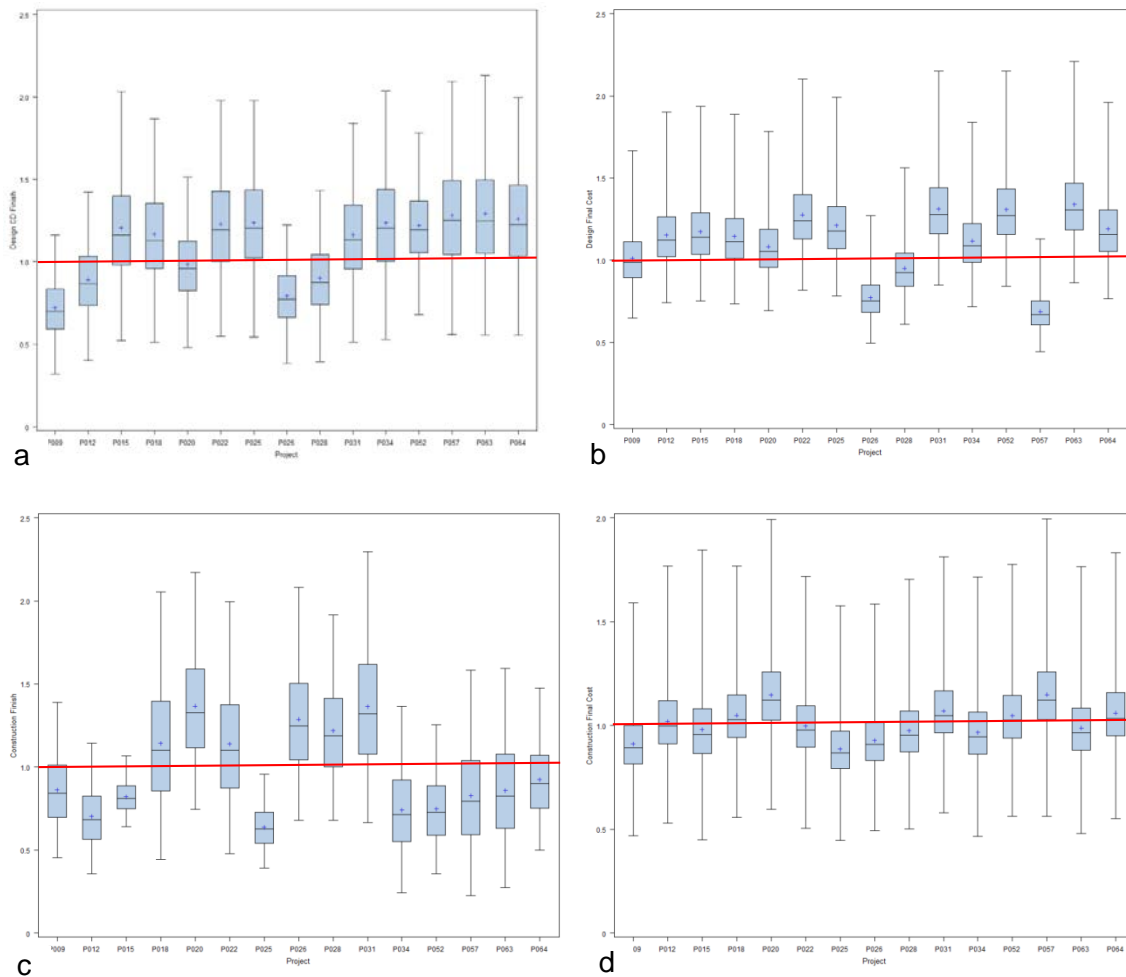 2.5
2.0
1.5
1.0
0.5
0
Design CD Finish
P009 P012 P015 P018 P020 P022 P025 P026 P028 P031 P034 P052 P057 P063 P064
Project
a
2.5
2.0
1.5
1.0
0.5
0
Design Final Cost
P009 P012 P015 P018 P020 P022 P025 P026 P028 P031 P034 P052 P057 P063 P064
Project
b
2.5
2.0
1.5
1.0
0.5
0
Construction Finish
P009 P012 P015 P018 P020 P022 P025 P026 P028 P031 P034 P052 P057 P063 P064
Project
c
2.0
1.5
1.0
0.5
0
Construction Final Cost
09 P012 P015 P018 P020 P022 P025 P026 P028 P031 P034 P052 P057 P063 P064
Project
d